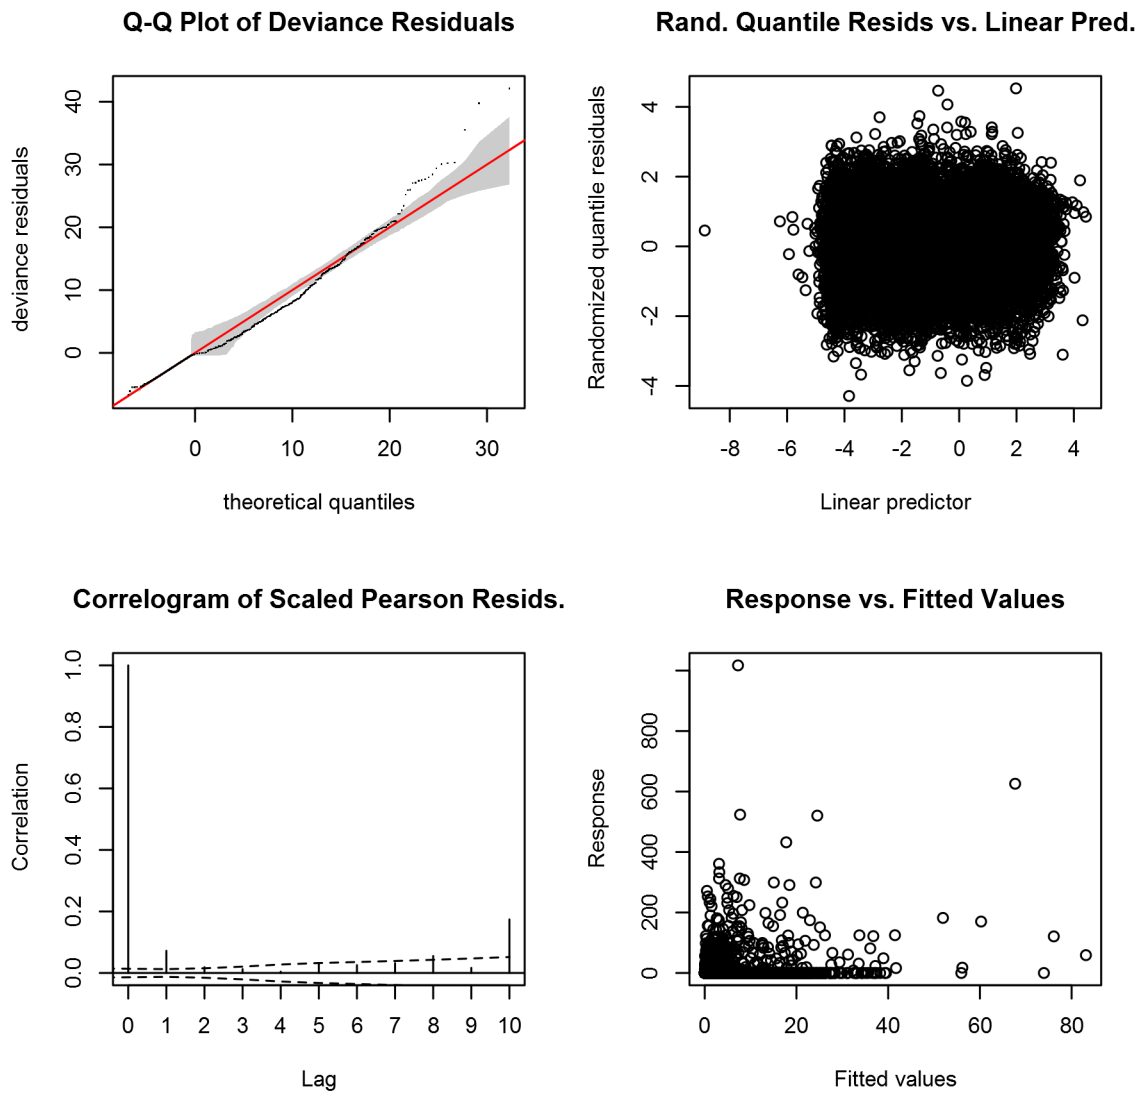 Q-Q Plot of Deviance Residuals
deviance residuals
40
30
20
10
0
0 10 20 30
theoretical quantiles
Rand. Quantile Resids vs. Linear Pred.
Randomized quantile residuals
4
2
0
-2
-4
-8 -6 -4 -2 0 2 4
Linear predictor
Correlogram of Scaled Pearson Resids.
Correlation
1.0
0.8
0.6
0.4
0.2
0.0
0 1 2 3 4 5 6 7 8 9 10
Lag
Response vs. Fitted Values
Response
800
600
400
200
0
0 20 40 60 80
Fitted values